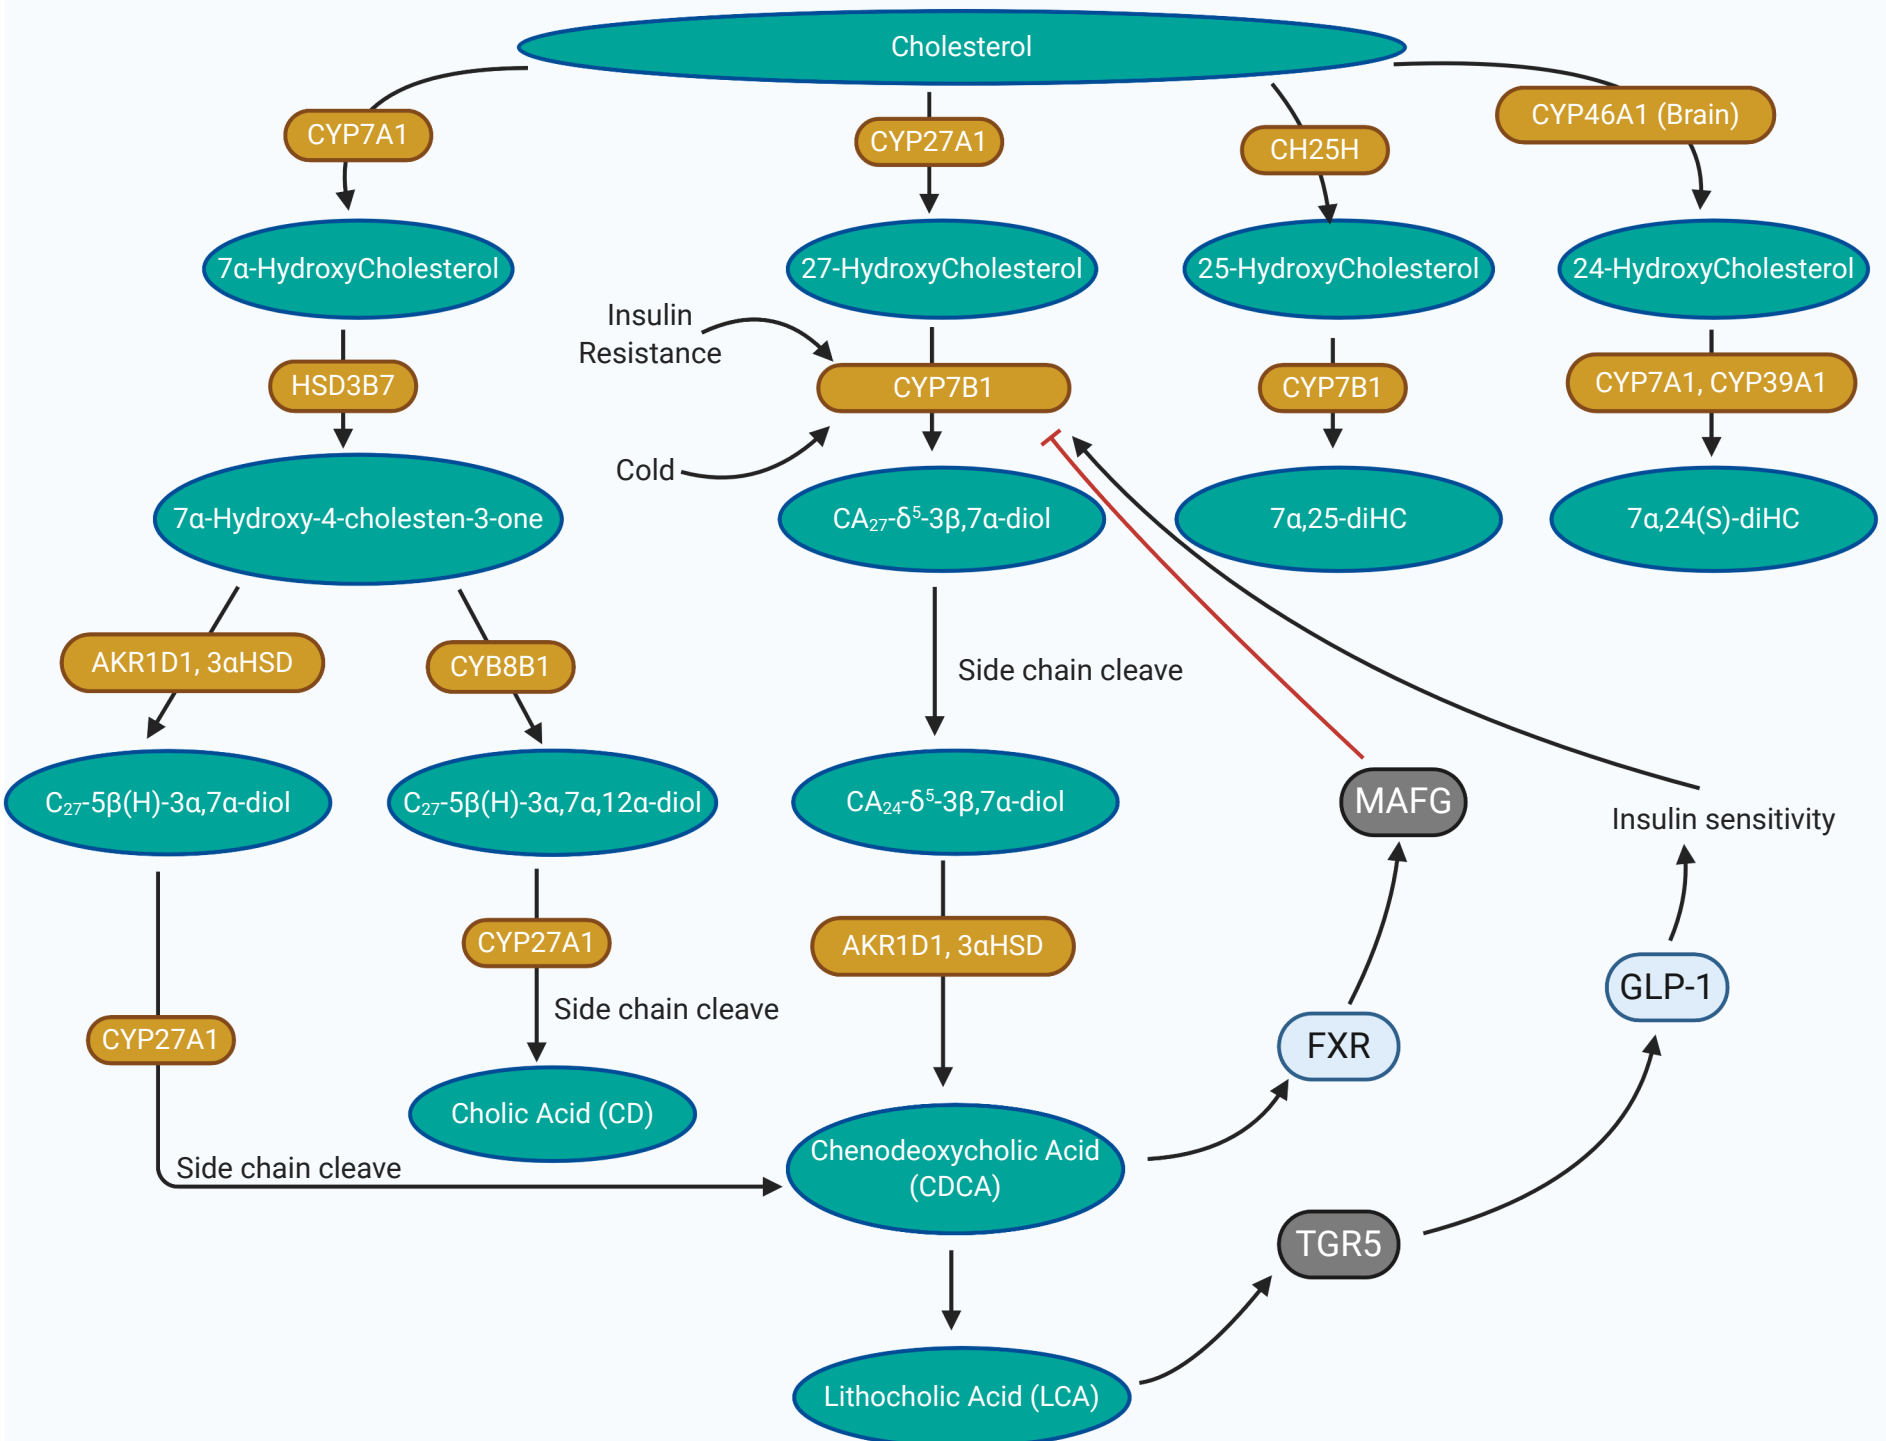 Cholesterol
CYP7A1
CYP27A1
CH25H
CYP46A1 (Brain)
7α-HydroxyCholesterol
27-HydroxyCholesterol
25-HydroxyCholesterol
24-HydroxyCholesterol
Insulin
Resistance
HSD3B7
CYP7B1
CYP7B1
CYP7A1, CYP39A1
Cold
7α-Hydroxy-4-cholesten-3-one
CA₂₇-δ⁵-3β,7α-diol
7α,25-diHC
7α,24(S)-diHC
AKR1D1, 3αHSD
CYB8B1
Side chain cleave
C₂₇-5β(H)-3α,7α-diol
C₂₇-5β(H)-3α,7α,12α-diol
CA₂₄-δ⁵-3β,7α-diol
MAFG
Insulin sensitivity
CYP27A1
AKR1D1, 3αHSD
GLP-1
Side chain cleave
CYP27A1
FXR
Cholic Acid (CD)
Side chain cleave
Chenodeoxycholic Acid
(CDCA)
TGR5
Lithocholic Acid (LCA)